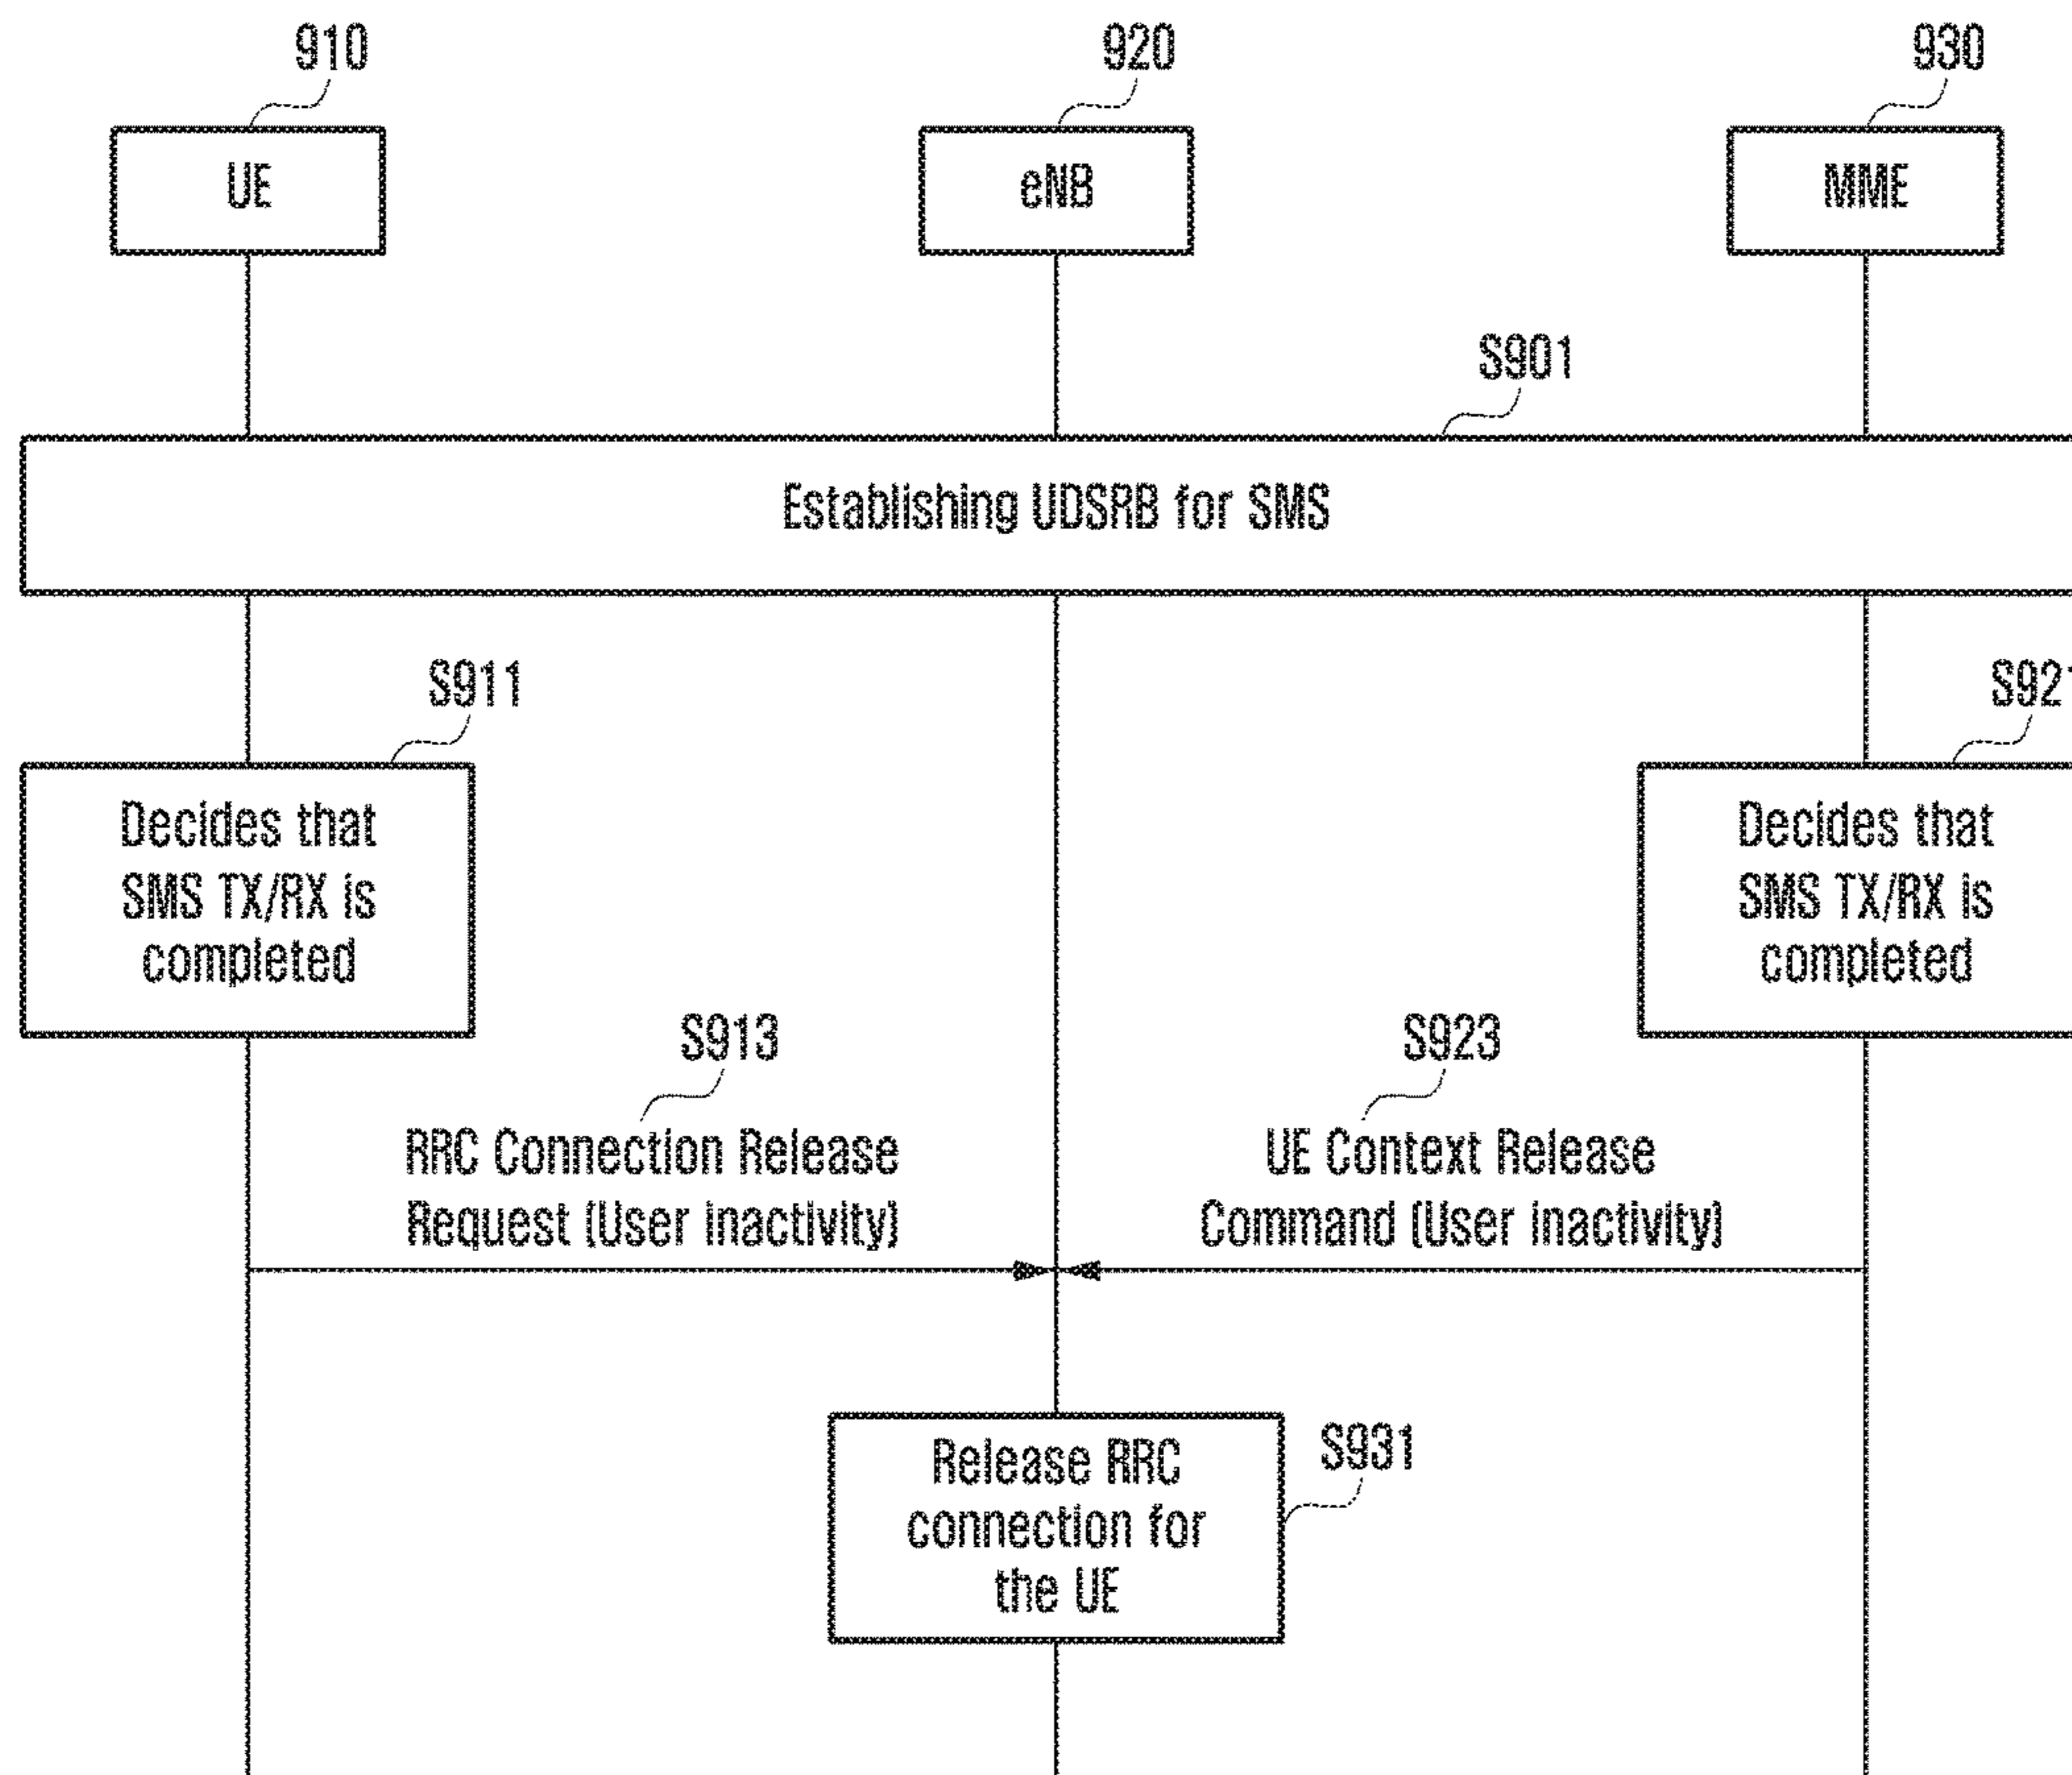 910
920
930
UE
eNB
MME
S901
Establishing UDSRB for SMS
S911
S921
Decides that
SMS TX/RX is
completed
Decides that
SMS TX/RX is
completed
S913
S923
RRC Connection Release
Request (User inactivity)
UE Context Release
Command (User inactivity)
Release RRC
connection for
the UE
S931